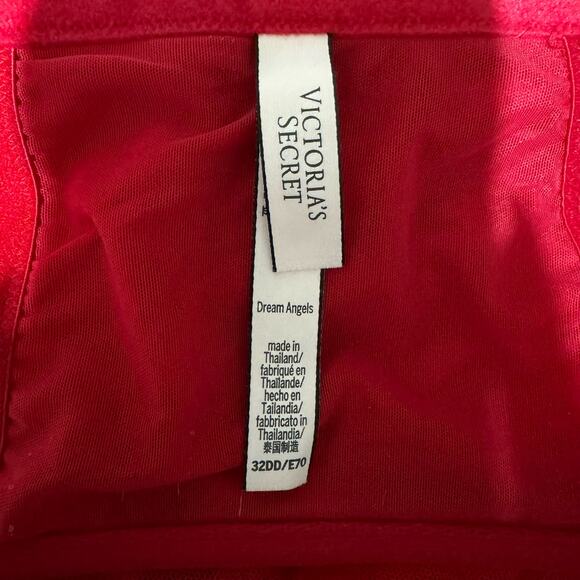 VICTORIA'S
SECRET
Dream Angels
made in
Thailand/
fabriqué en
Thaïlande/
hecho en
Tailandia/
fabbricato in
Thailandia/
泰国制造
32DD/E70